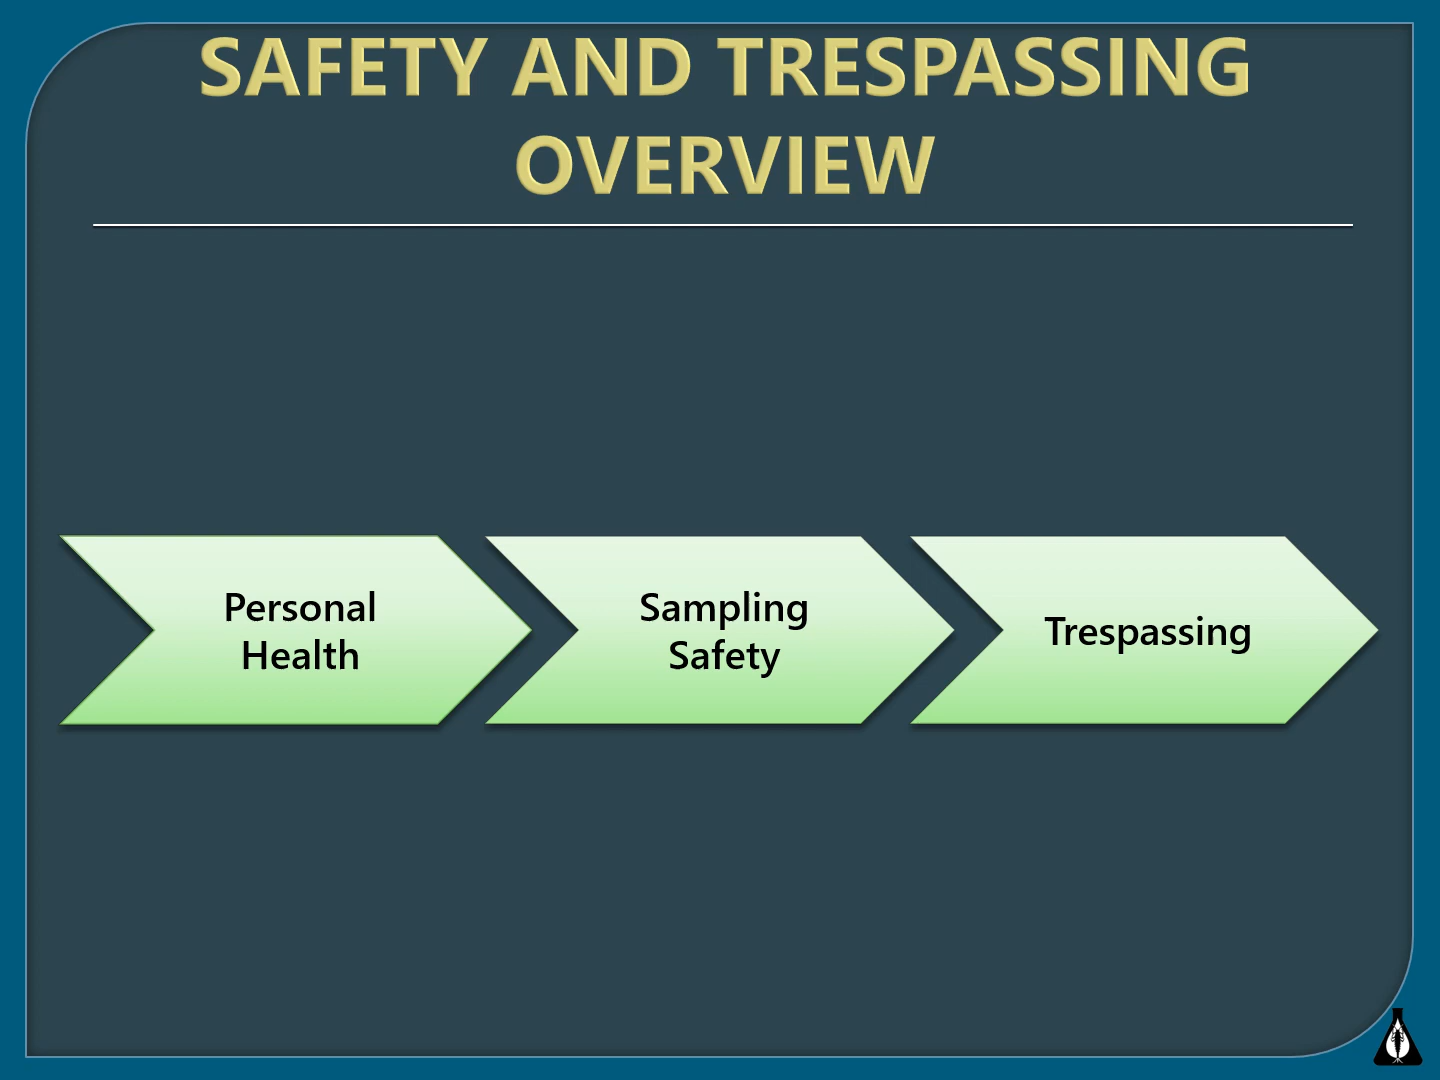 SAFETY AND TRESPASSING
OVERVIEW
Personal
Health
Sampling
Safety
Trespassing